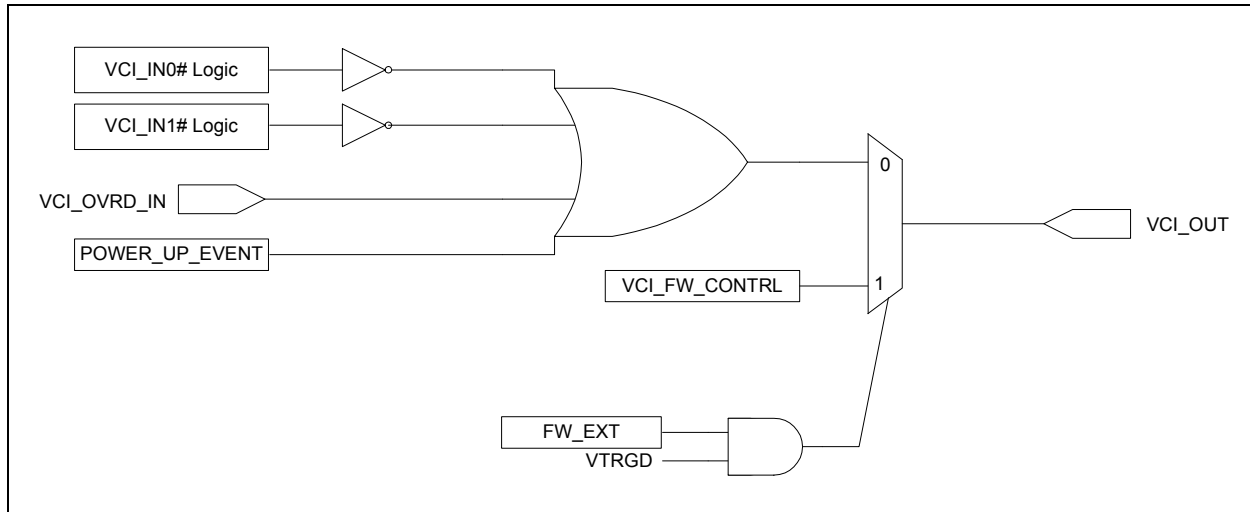 VCI_IN0# Logic
VCI_IN1# Logic
VCI_OVRD_IN
POWER_UP_EVENT
0
VCI_OUT
VCI_FW_CONTRL
1
FW_EXT
VTRGD